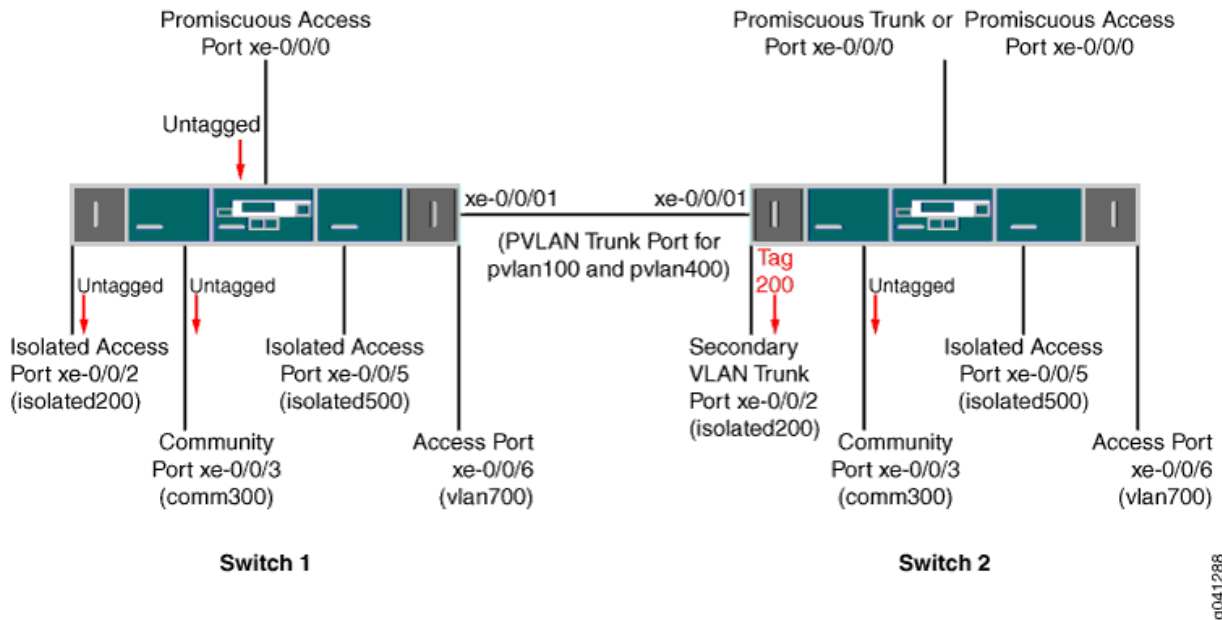 Promiscuous Access
Port xe-0/0/0
Promiscuous Trunk or Promiscuous Access
Port xe-0/0/0 Port xe-0/0/0
Untagged
xe-0/0/01
xe-0/0/01
(PVLAN Trunk Port for
pvlan100 and pvlan400)
Untagged
Untagged
Tag
200
Untagged
Isolated Access
Port xe-0/0/2
(isolated200)
Isolated Access
Port xe-0/0/5
(isolated500)
Secondary
VLAN Trunk
Port xe-0/0/2
(isolated200)
Isolated Access
Port xe-0/0/5
(isolated500)
Community
Port xe-0/0/3
(comm300)
Access Port
xe-0/0/6
(vlan700)
Community
Port xe-0/0/3
(comm300)
Access Port
xe-0/0/6
(vlan700)
Switch 1
Switch 2
g041288